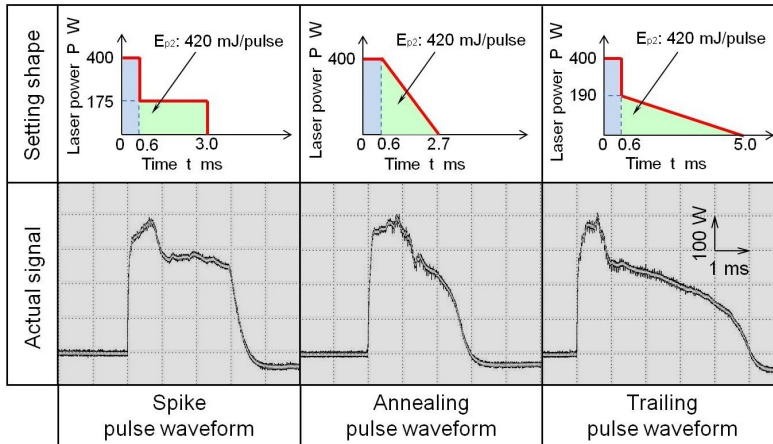 Setting shape
Laser power P W
400
175
0 0.6 3.0
Time t ms
Ep2: 420 mJ/pulse
Laser power P W
400
0 0.6 2.7
Time t ms
Ep2: 420 mJ/pulse
Laser power P W
400
190
0 0.6 5.0
Time t ms
Ep2: 420 mJ/pulse
Actual signal
100 W
1 ms
Spike
pulse waveform
Annealing
pulse waveform
Trailing
pulse waveform